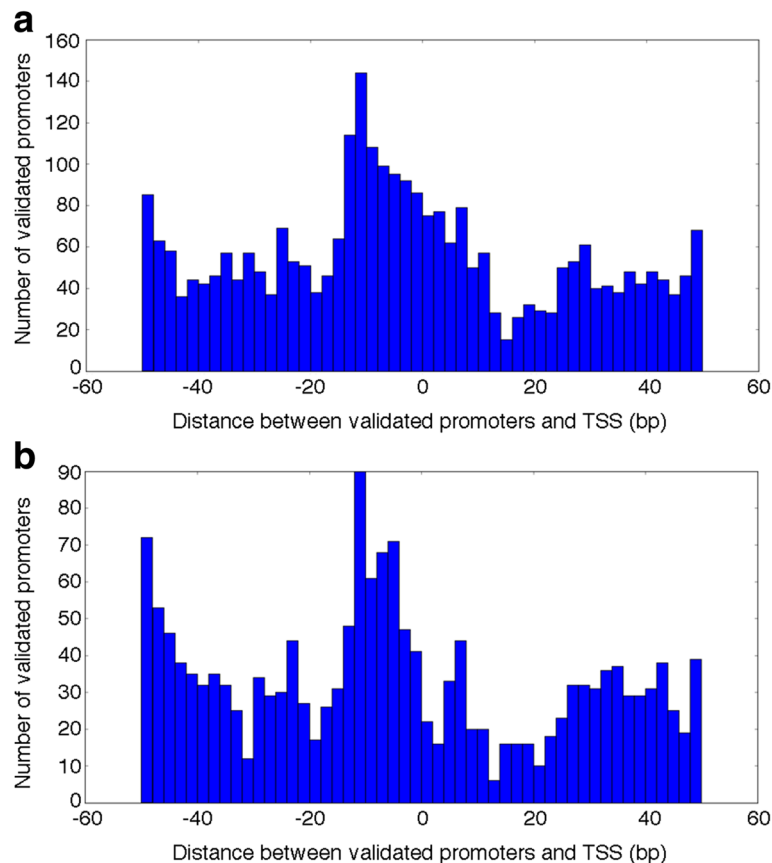 a
160
140
120
100
80
60
40
20
0
Number of validated promoters
-60 -40 -20 0 20 40 60
Distance between validated promoters and TSS (bp)
b
90
80
70
60
50
40
30
20
10
0
Number of validated promoters
-60 -40 -20 0 20 40 60
Distance between validated promoters and TSS (bp)